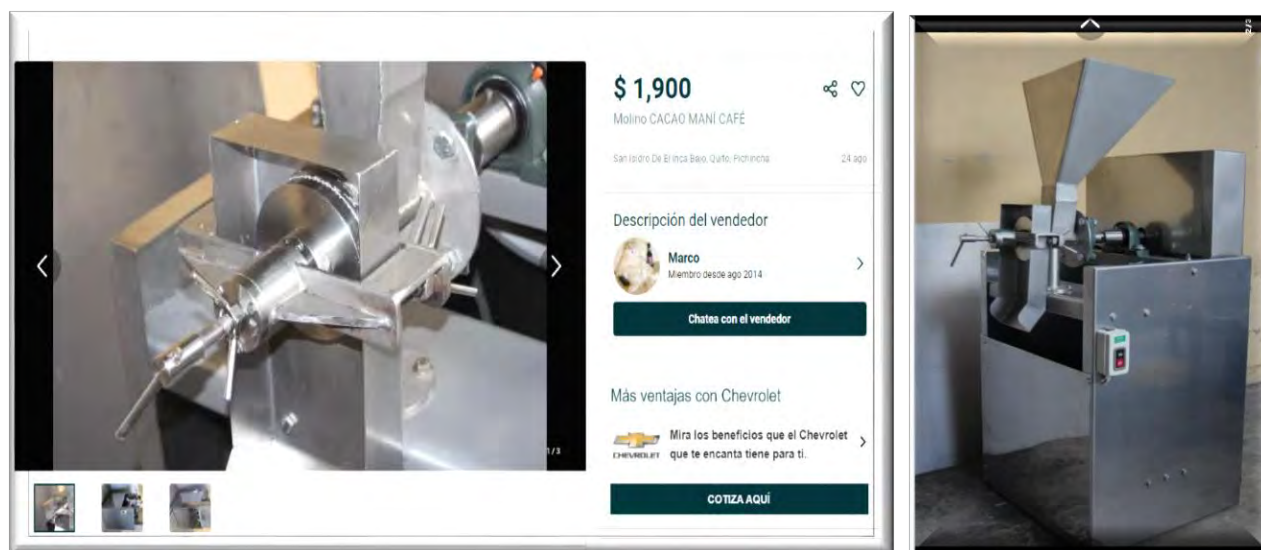 $ 1,900
Molino CACAO MANÍ CAFÉ
San Isidro De El Inca Bajo, Quito, Pichincha
24 ago
Descripción del vendedor
Marco
Miembro desde ago 2014
Chatea con el vendedor
Más ventajas con Chevrolet
CHEVROLET
Mira los beneficios que el Chevrolet
que te encanta tiene para ti.
COTIZA AQUÍ
1/3
2/3